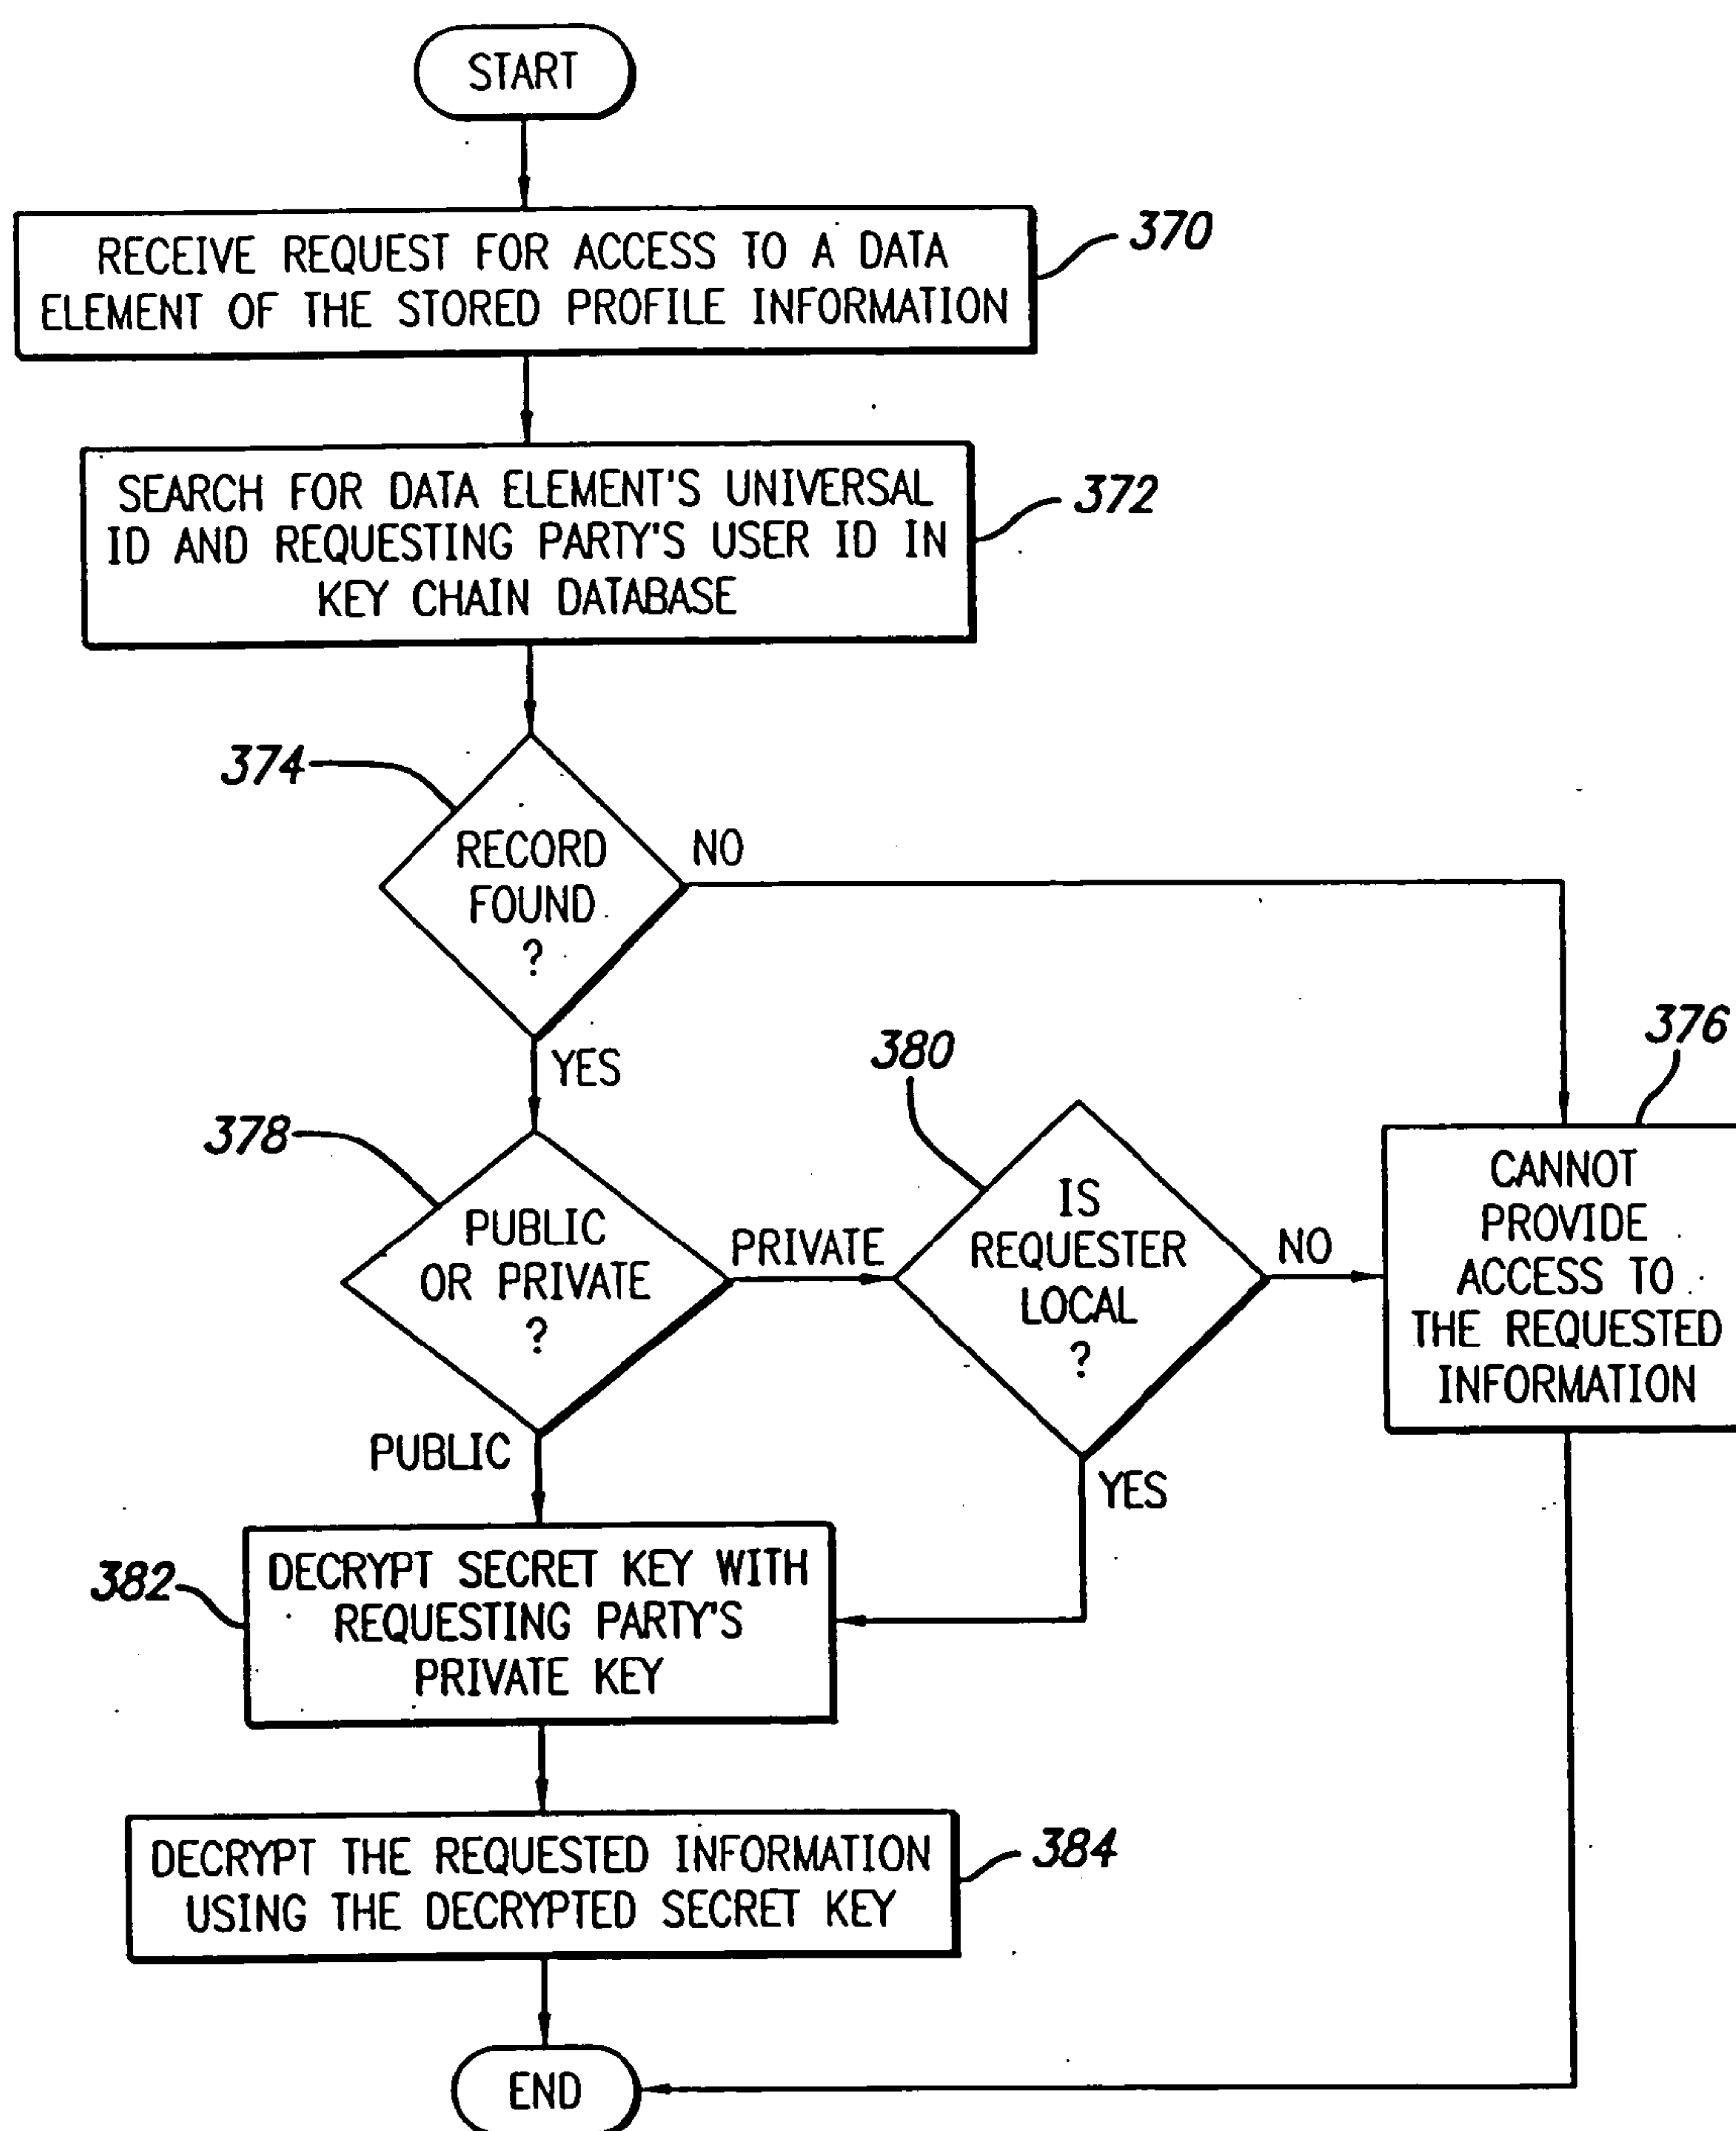 START
RECEIVE REQUEST FOR ACCESS TO A DATA
ELEMENT OF THE STORED PROFILE INFORMATION
370
SEARCH FOR DATA ELEMENT'S UNIVERSAL
ID AND REQUESTING PARTY'S USER ID IN
KEY CHAIN DATABASE
372
374
RECORD
FOUND
?
NO
YES
376
CANNOT
PROVIDE
ACCESS TO
THE REQUESTED
INFORMATION
378
PUBLIC
OR PRIVATE
?
PRIVATE
380
IS
REQUESTER
LOCAL
?
NO
PUBLIC
YES
382
DECRYPT SECRET KEY WITH
REQUESTING PARTY'S
PRIVATE KEY
DECRYPT THE REQUESTED INFORMATION
USING THE DECRYPTED SECRET KEY
384
END